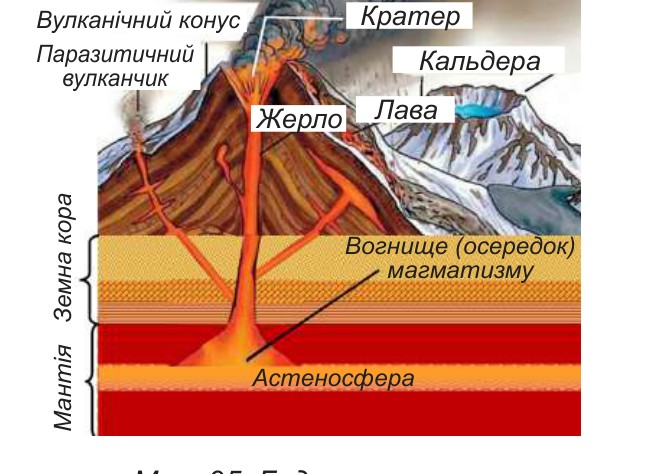 Вулканічний конус
Кратер
Паразитичний
вулканчик
Кальдера
Жерло
Лава
Земна кора
Вогнище (осередок)
магматизму
Мантія
Астеносфера